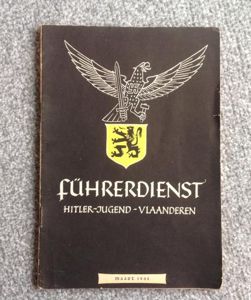 FÜHRERDIENST
HITLER-JUGEND - VLAANDEREN
MAART